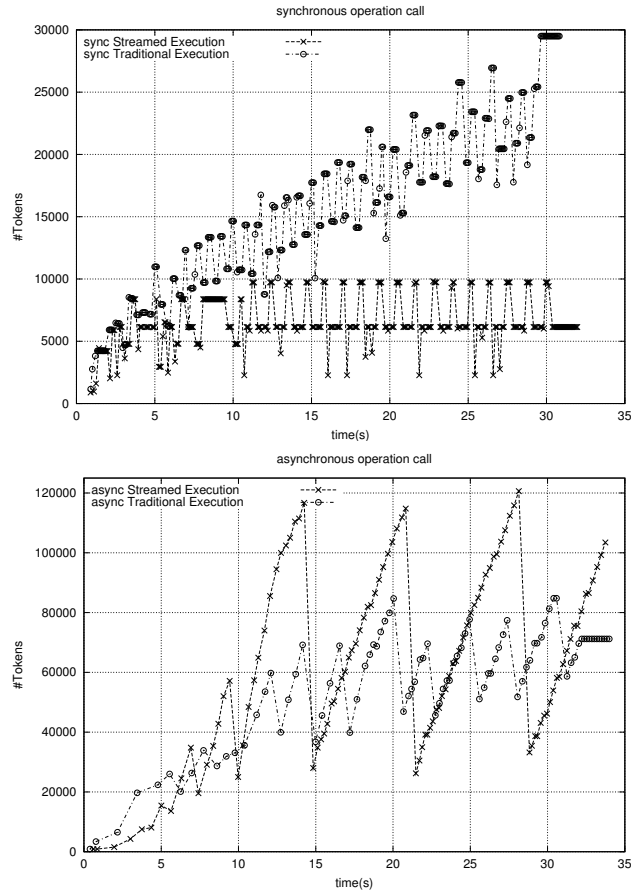 synchronous operation call
30000
sync Streamed Execution
sync Traditional Execution
25000
20000
#Tokens
15000
10000
5000
0
0 5 10 15 20 25 30 35
time(s)
asynchronous operation call
120000
async Streamed Execution
async Traditional Execution
100000
80000
#Tokens
60000
40000
20000
0
0 5 10 15 20 25 30 35
time(s)